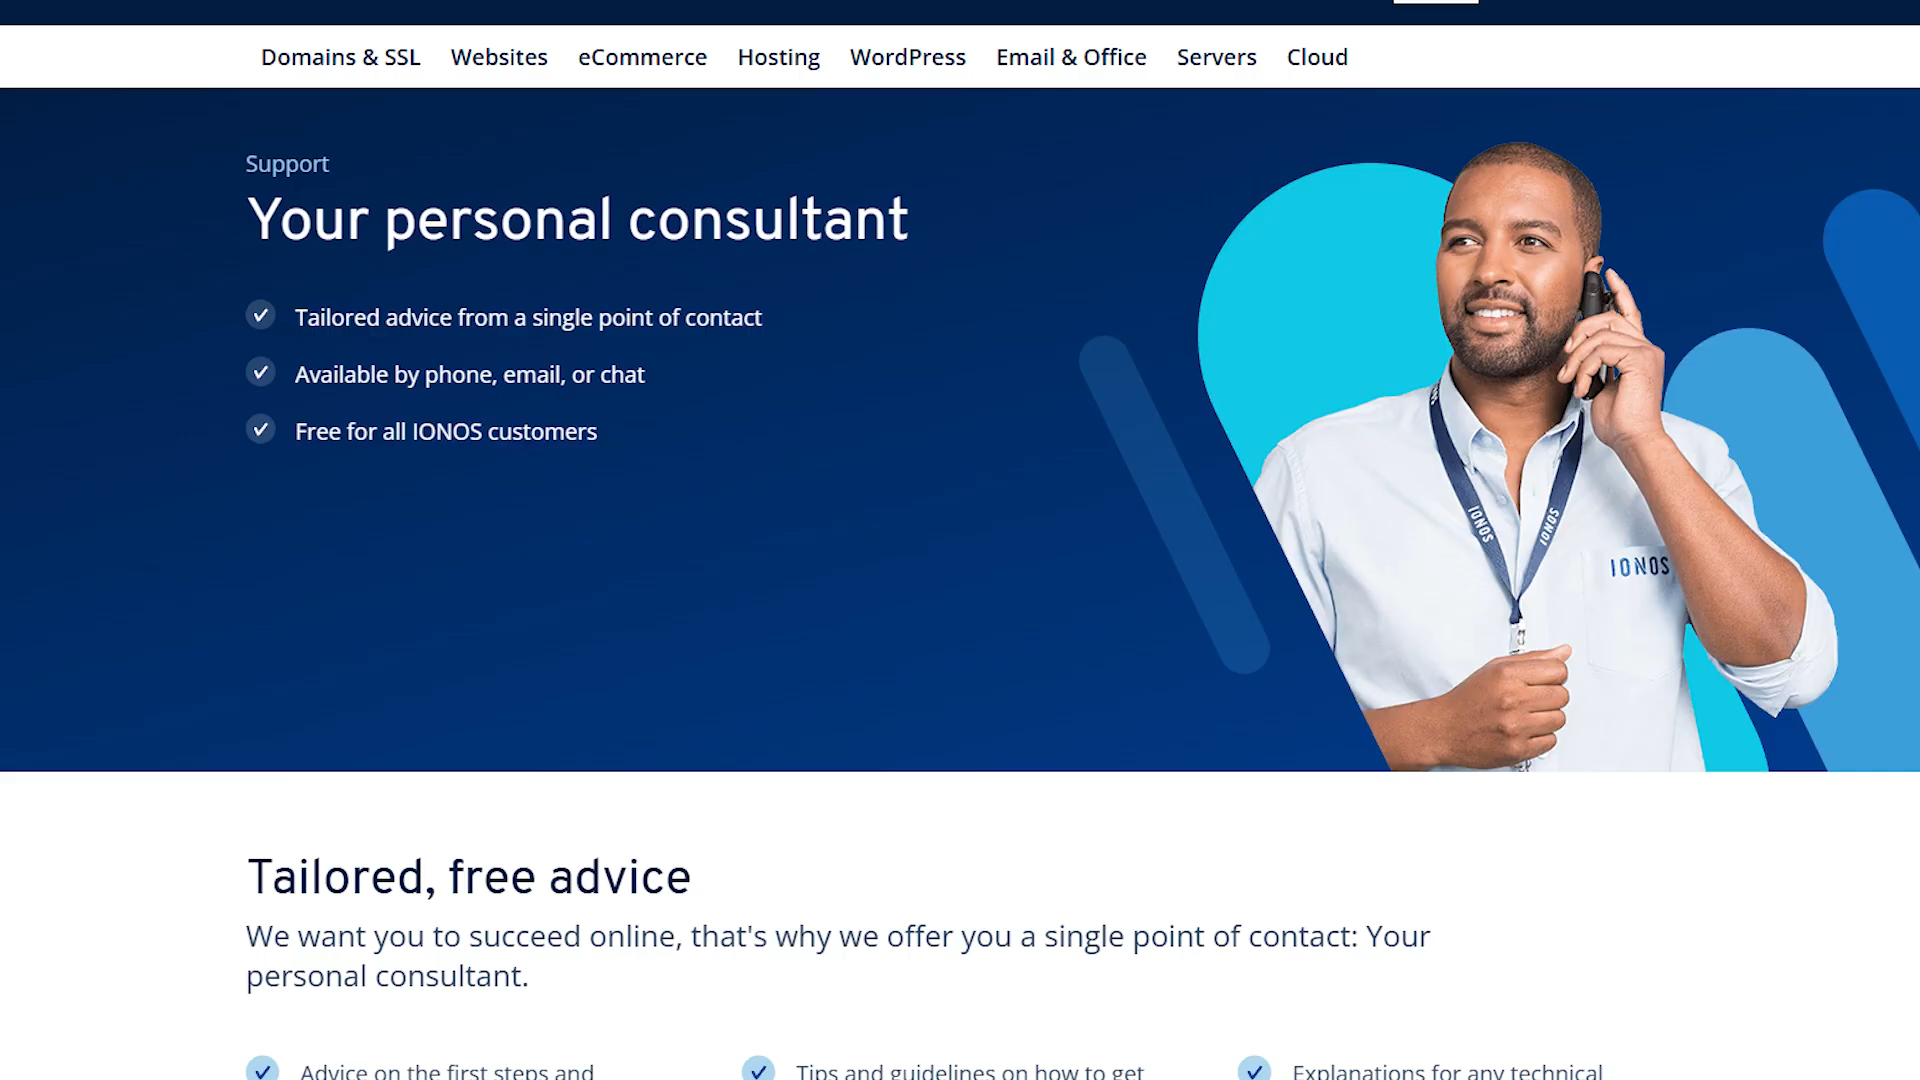 Domains & SSL Websites eCommerce Hosting WordPress Email & Office Servers Cloud
Support
Your personal consultant
Tailored advice from a single point of contact
Available by phone, email, or chat
Free for all IONOS customers
IONOS
IONOS
IONOS
Tailored, free advice
We want you to succeed online, that's why we offer you a single point of contact: Your
personal consultant.
Advice on the first steps and
Tips and guidelines on how to get
Explanations for any technical